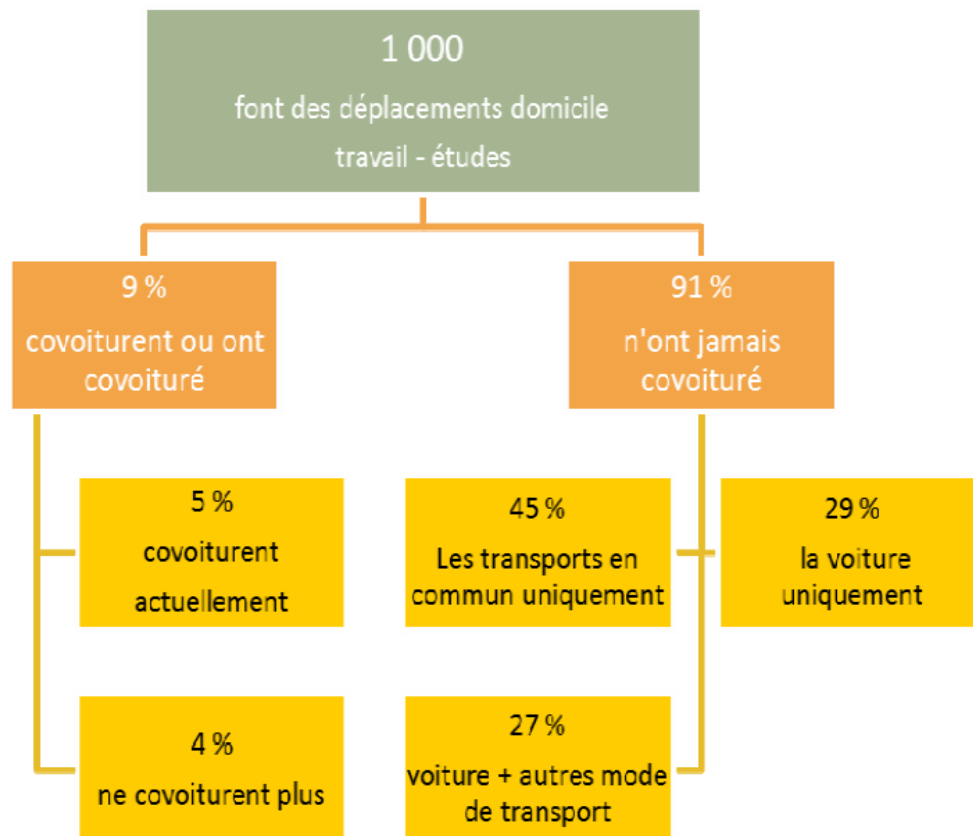 1 000
font des déplacements domicile
travail - études
9 %
covoiturent ou ont
covoituré
91 %
n'ont jamais
covoituré
5 %
covoiturent
actuellement
45 %
Les transports en
commun uniquement
29 %
la voiture
uniquement
4 %
ne covoiturent plus
27 %
voiture + autres mode
de transport